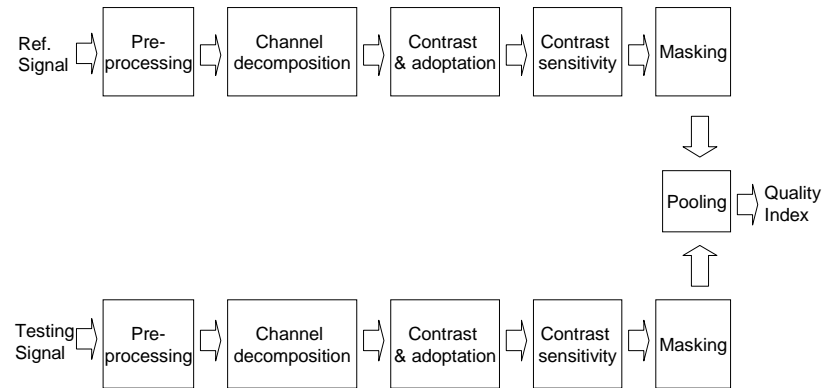 Ref.
Signal
Pre-
processing
Channel
decomposition
Contrast
& adoptation
Contrast
sensitivity
Masking
Pooling
Quality
Index
Testing
Signal
Pre-
processing
Channel
decomposition
Contrast
& adoptation
Contrast
sensitivity
Masking